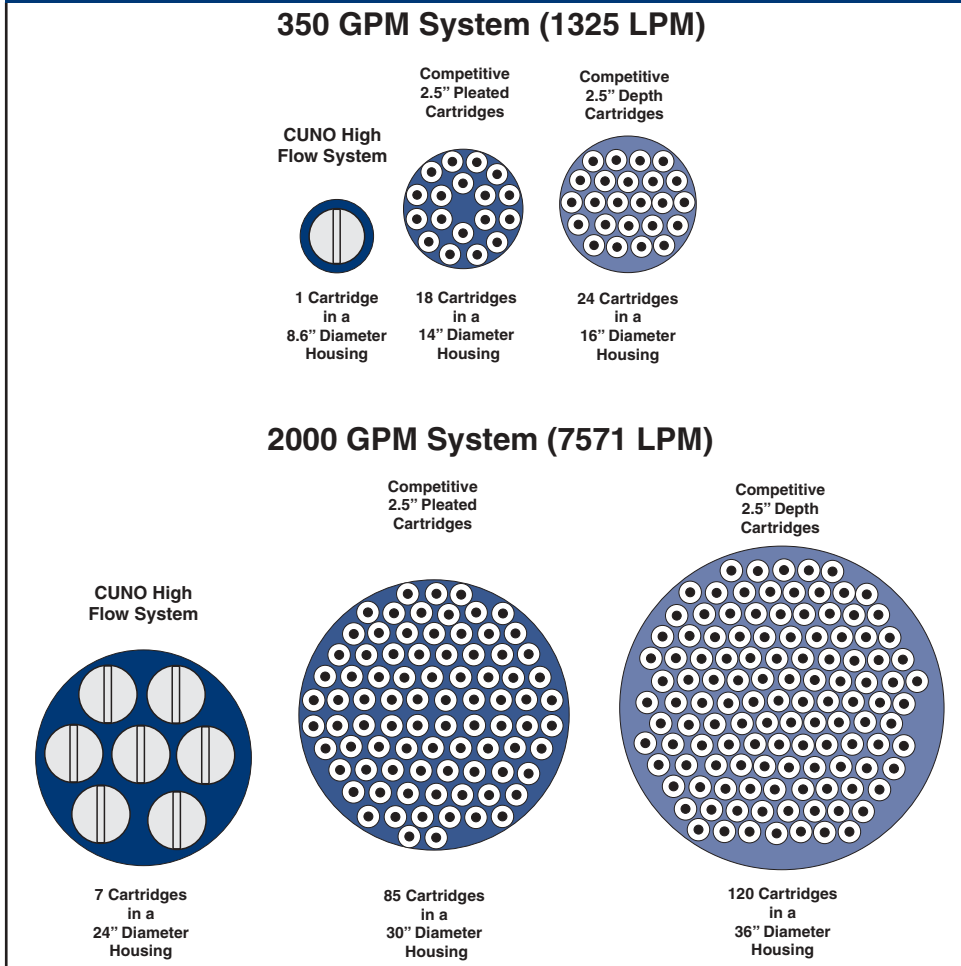 350 GPM System (1325 LPM)
CUNO High
Flow System
1 Cartridge
in a
8.6” Diameter
Housing
Competitive
2.5” Pleated
Cartridges
18 Cartridges
in a
14” Diameter
Housing
Competitive
2.5” Depth
Cartridges
24 Cartridges
in a
16” Diameter
Housing
2000 GPM System (7571 LPM)
CUNO High
Flow System
7 Cartridges
in a
24” Diameter
Housing
Competitive
2.5” Pleated
Cartridges
85 Cartridges
in a
30” Diameter
Housing
Competitive
2.5” Depth
Cartridges
120 Cartridges
in a
36” Diameter
Housing